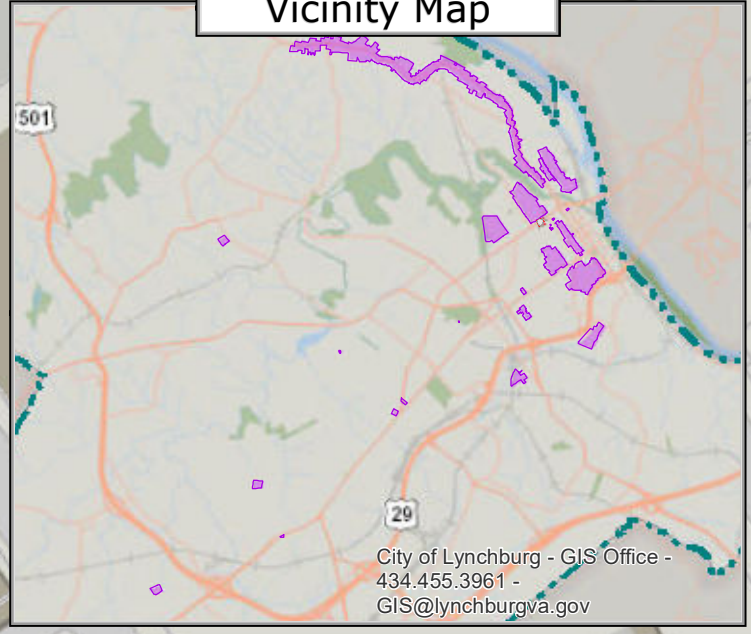 Vicinity Map
501
29
City of Lynchburg - GIS Office -
434.455.3961 -
GIS@lynchburgva.gov